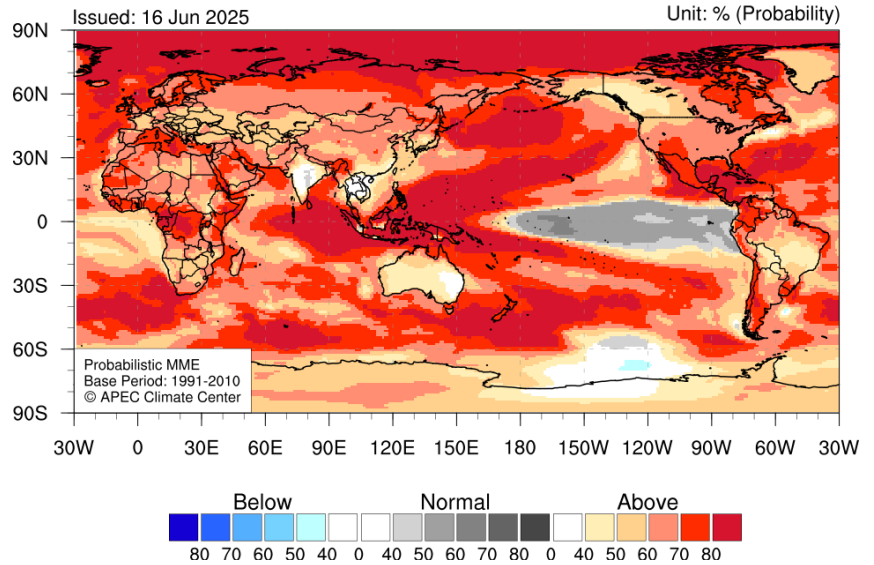 Issued: 16 Jun 2025
Unit: % (Probability)
90N
60N
30N
0
30S
60S
90S
Probabilistic MME
Base Period: 1991-2010
© APEC Climate Center
30W 0 30E 60E 90E 120E 150E 180 150W 120W 90W 60W 30W
Below Normal Above
80 70 60 50 40 0 40 50 60 70 80 0 40 50 60 70 80